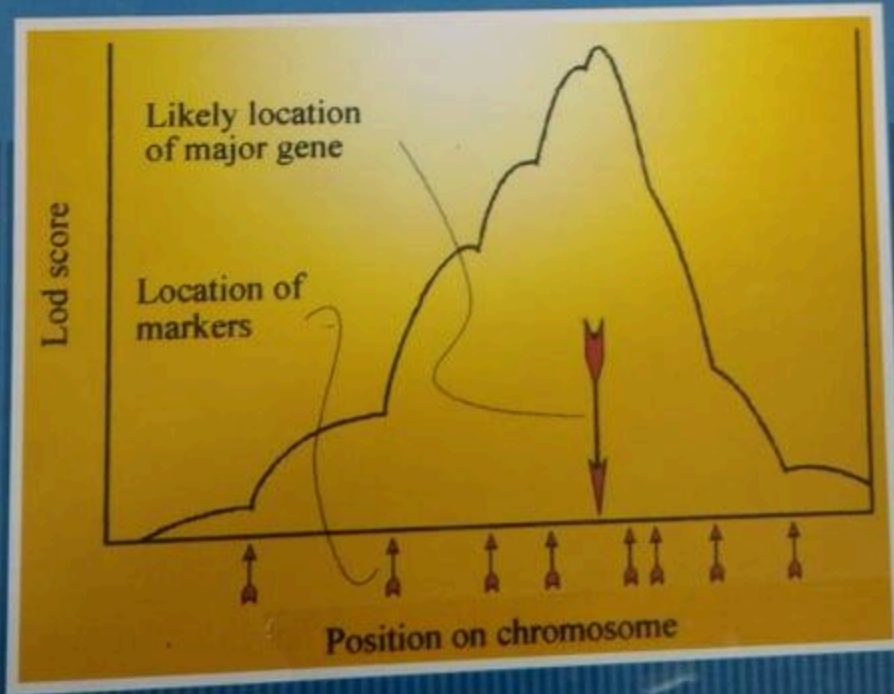 Likely location
of major gene
Lod score
Location of
markers
Position on chromosome